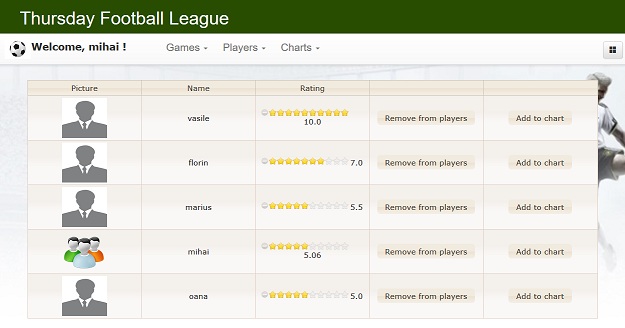 Thursday Football League
Welcome, mihai ! Games Players Charts
Picture Name Rating
vasile 10.0 Remove from players Add to chart
florin 7.0 Remove from players Add to chart
marius 5.5 Remove from players Add to chart
mihai 5.06 Remove from players Add to chart
oana 5.0 Remove from players Add to chart